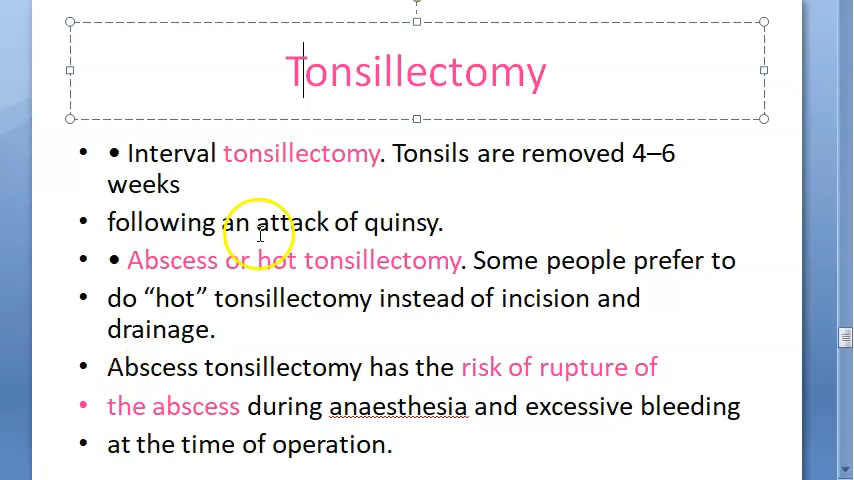 Tonsillectomy
• • Interval tonsillectomy. Tonsils are removed 4–6
weeks
• following an attack of quinsy.
• • Abscess or hot tonsillectomy. Some people prefer to
• do “hot” tonsillectomy instead of incision and
drainage.
• Abscess tonsillectomy has the risk of rupture of
• the abscess during anaesthesia and excessive bleeding
• at the time of operation.